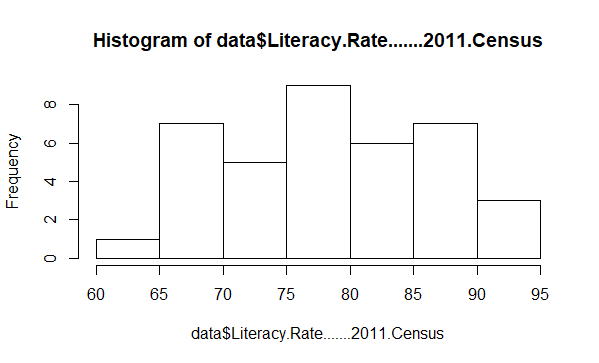 Histogram of data$Literacy.Rate.......2011.Census
Frequency
8
6
4
2
0
60 65 70 75 80 85 90 95
data$Literacy.Rate.......2011.Census